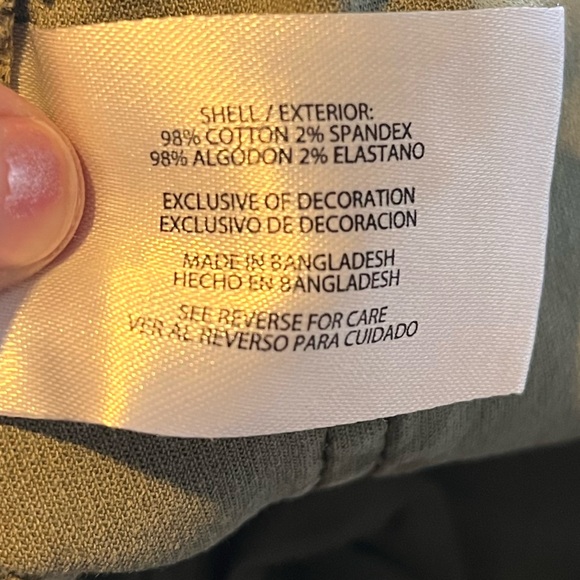 SHELL / EXTERIOR:
98% COTTON 2% SPANDEX
98% ALGODON 2% ELASTANO
EXCLUSIVE OF DECORATION
EXCLUSIVO DE DECORACION
MADE IN BANGLADESH
HECHO EN BANGLADESH
SEE REVERSE FOR CARE
VER AL REVERSO PARA CUIDADO